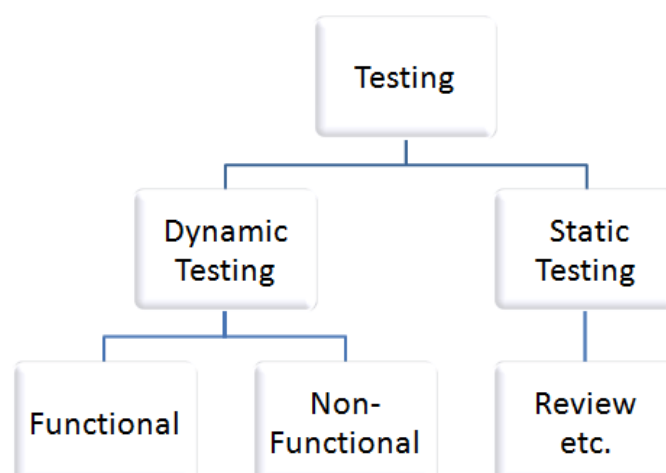 Testing
Dynamic
Testing
Static
Testing
Functional
Non-
Functional
Review
etc.